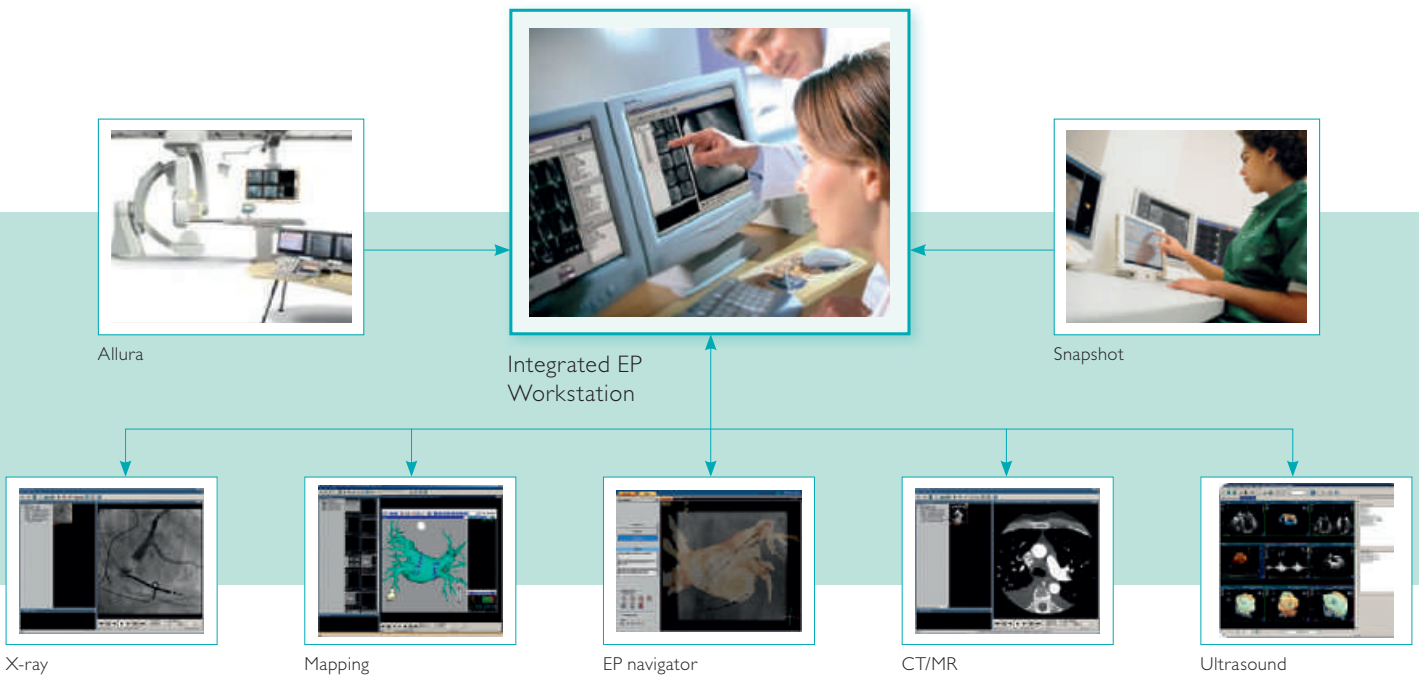 Allura
Integrated EP
Workstation
Snapshot
X-ray
Mapping
EP navigator
CT/MR
Ultrasound